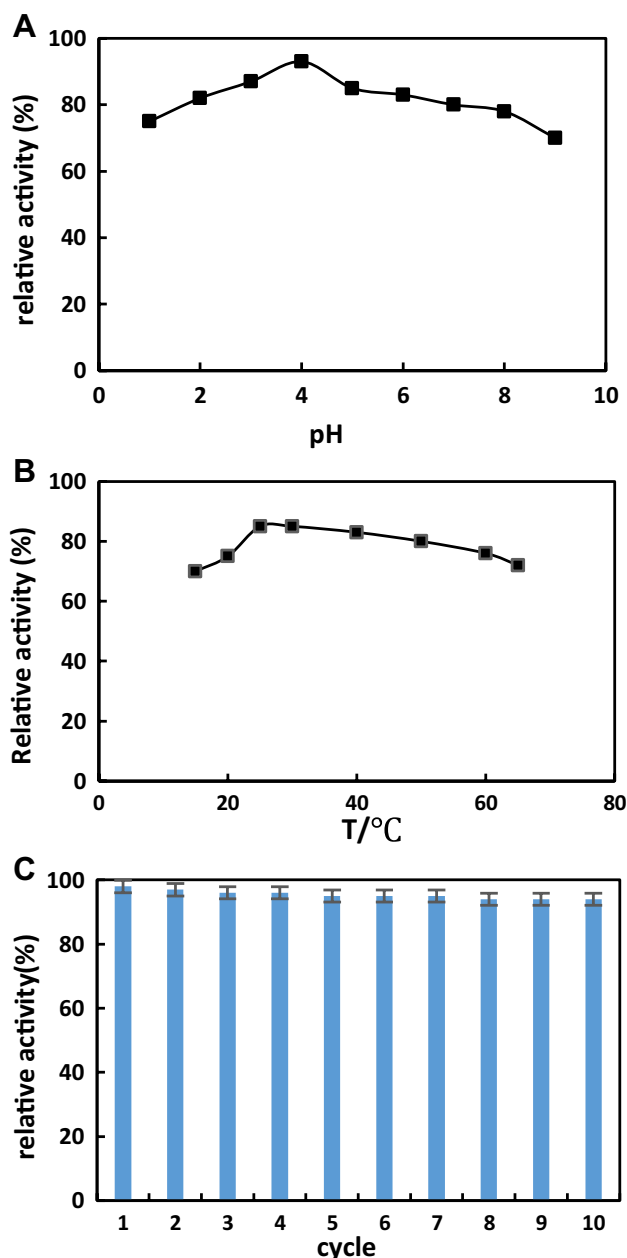 A
relative activity (%)
100
80
60
40
20
0
0 2 4 6 8 10
pH
B
Relative activity (%)
100
80
60
40
20
0
0 20 40 60 80
T/℃
C
relative activity(%)
100
80
60
40
20
0
1 2 3 4 5 6 7 8 9 10
cycle